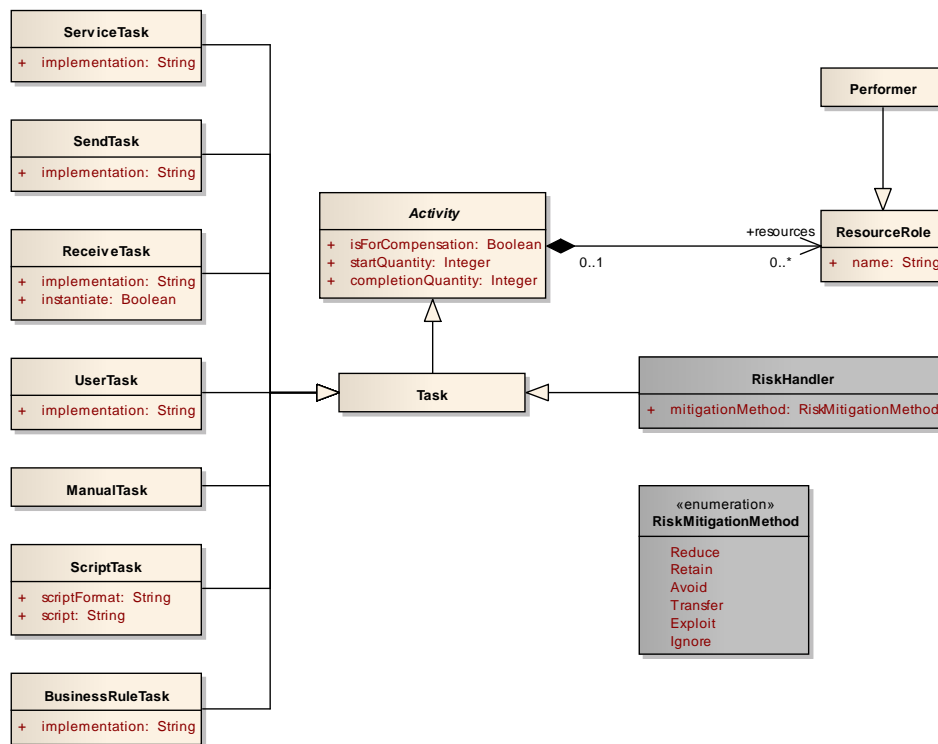 ServiceTask
+ implementation: String
SendTask
+ implementation: String
ReceiveTask
+ implementation: String
+ instantiate: Boolean
UserTask
+ implementation: String
ManualTask
ScriptTask
+ scriptFormat: String
+ script: String
BusinessRuleTask
+ implementation: String
Activity
+ isForCompensation: Boolean
+ startQuantity: Integer
+ completionQuantity: Integer
0..1
+resources
0..*
Task
Performer
ResourceRole
+ name: String
RiskHandler
+ mitigationMethod: RiskMitigationMethod
«enumeration»
RiskMitigationMethod
Reduce
Retain
Avoid
Transfer
Exploit
Ignore